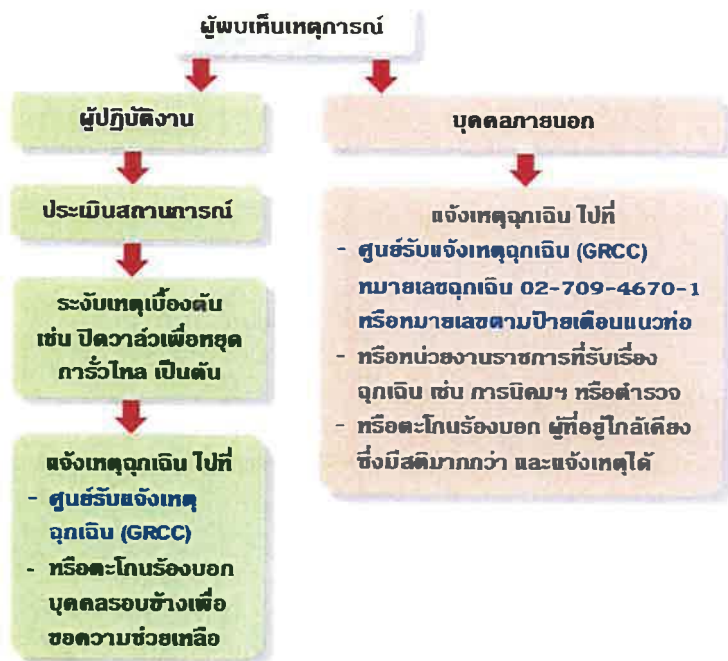 ผู้พบเห็นเหตุการณ์
ผู้ปฏิบัติงาน
ประเมินสถานการณ์
ระงับเหตุเบื้องต้น
เช่น ปิดวาล์วเพื่อหยุด
การรั่วไหล เป็นต้น
แจ้งเหตุฉุกเฉิน ไปที่
- ศูนย์รับแจ้งเหตุ
ฉุกเฉิน (GRCC)
- หรือตะโกนร้องบอก
บุคคลรอบข้างเพื่อ
ขอความช่วยเหลือ
บุคคลภายนอก
แจ้งเหตุฉุกเฉิน ไปที่
- ศูนย์รับแจ้งเหตุฉุกเฉิน (GRCC)
หมายเลขฉุกเฉิน 02-709-4670-1
หรือหมายเลขตามป้ายเตือนแนวท่อ
- หรือหน่วยงานราชการที่รับเรื่อง
ฉุกเฉิน เช่น การนิคมฯ หรือตำรวจ
- หรือตะโกนร้องบอก ผู้ที่อยู่ใกล้เคียง
ซึ่งมีสติมากกว่า และแจ้งเหตุได้